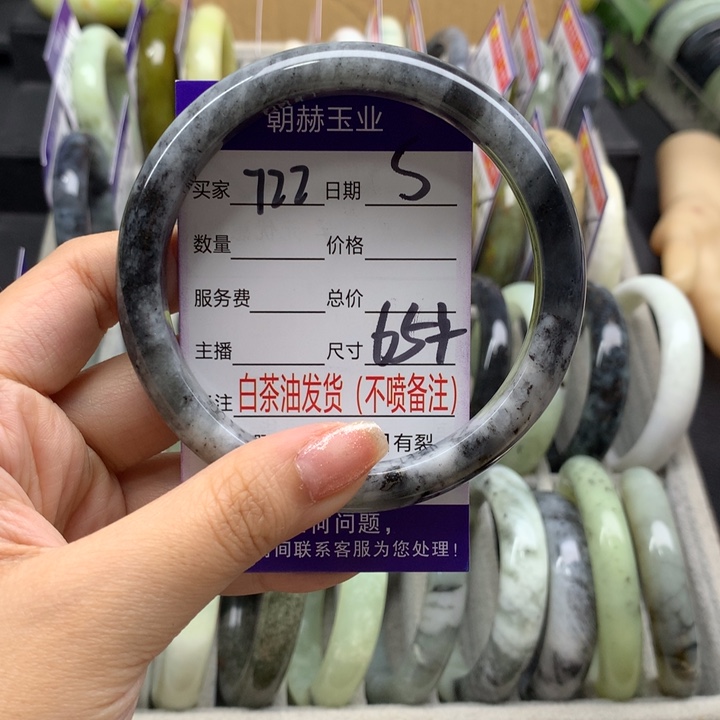 朝赫玉业
买家 722 日期 5
数量 价格
服务费 总价
主播 尺寸 65+
注 白茶油发货（不喷备注）
有裂
问题，
间联系客服为您处理！